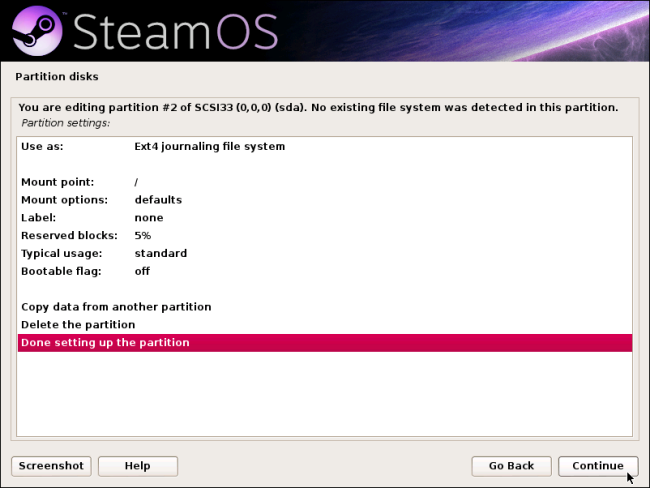 STEAMOS™
Partition disks
You are editing partition #2 of SCSI33 (0,0,0) (sda). No existing file system was detected in this partition.
Partition settings:
Use as: Ext4 journaling file system
Mount point: /
Mount options: defaults
Label: none
Reserved blocks: 5%
Typical usage: standard
Bootable flag: off
Copy data from another partition
Delete the partition
Done setting up the partition
Screenshot Help Go Back Continue